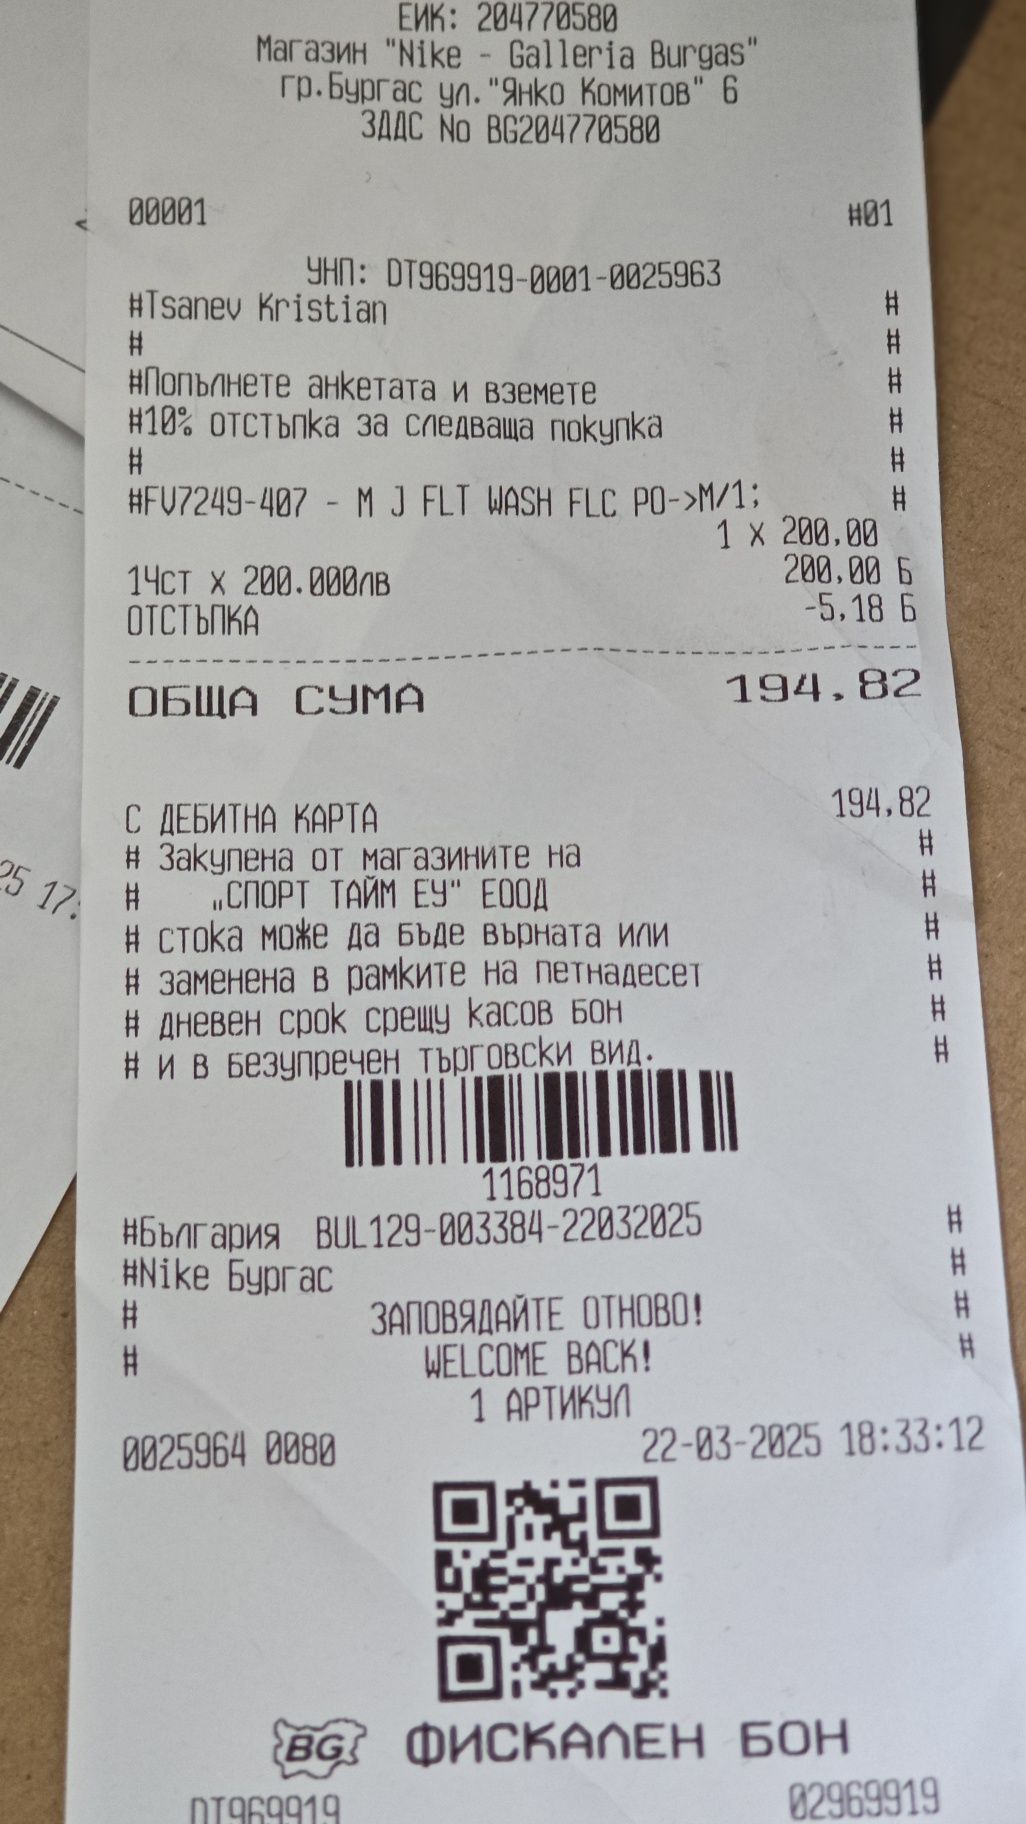 ЕИК: 204770580
Магазин "Nike - Galleria Burgas"
гр.Бургас ул."Янко Комитов" 6
ЗДДС No BG204770580
00001 #01
УНП: DT969919-0001-0025963
#Tsanev Kristian #
# #
#Попълнете анкетата и вземете #
#10% отстъпка за следваща покупка #
# #
#FV7249-407 - M J FLT WASH FLC PO->M/1; #
1 x 200,00
1ЧСТ x 200.000лв 200,00 Б
ОТСТЪПКА -5,18 Б
ОБЩА СУМА 194.82
С ДЕБИТНА КАРТА 194,82
# Закупена от магазините на #
# „СПОРТ ТАЙМ ЕУ" ЕООД #
# стока може да бъде върната или #
# заменена в рамките на петнадесет #
# дневен срок срещу касов бон #
# и в безупречен търговски вид. #
1168971
#България BUL129-003384-22032025 #
#Nike Бургас #
# ЗАПОВЯДАЙТЕ ОТНОВО! #
# WELCOME BACK! #
1 АРТИКУЛ
0025964 0080 22-03-2025 18:33:12
BG ФИСКАЛЕН БОН
DT969919 02969919
25 17: